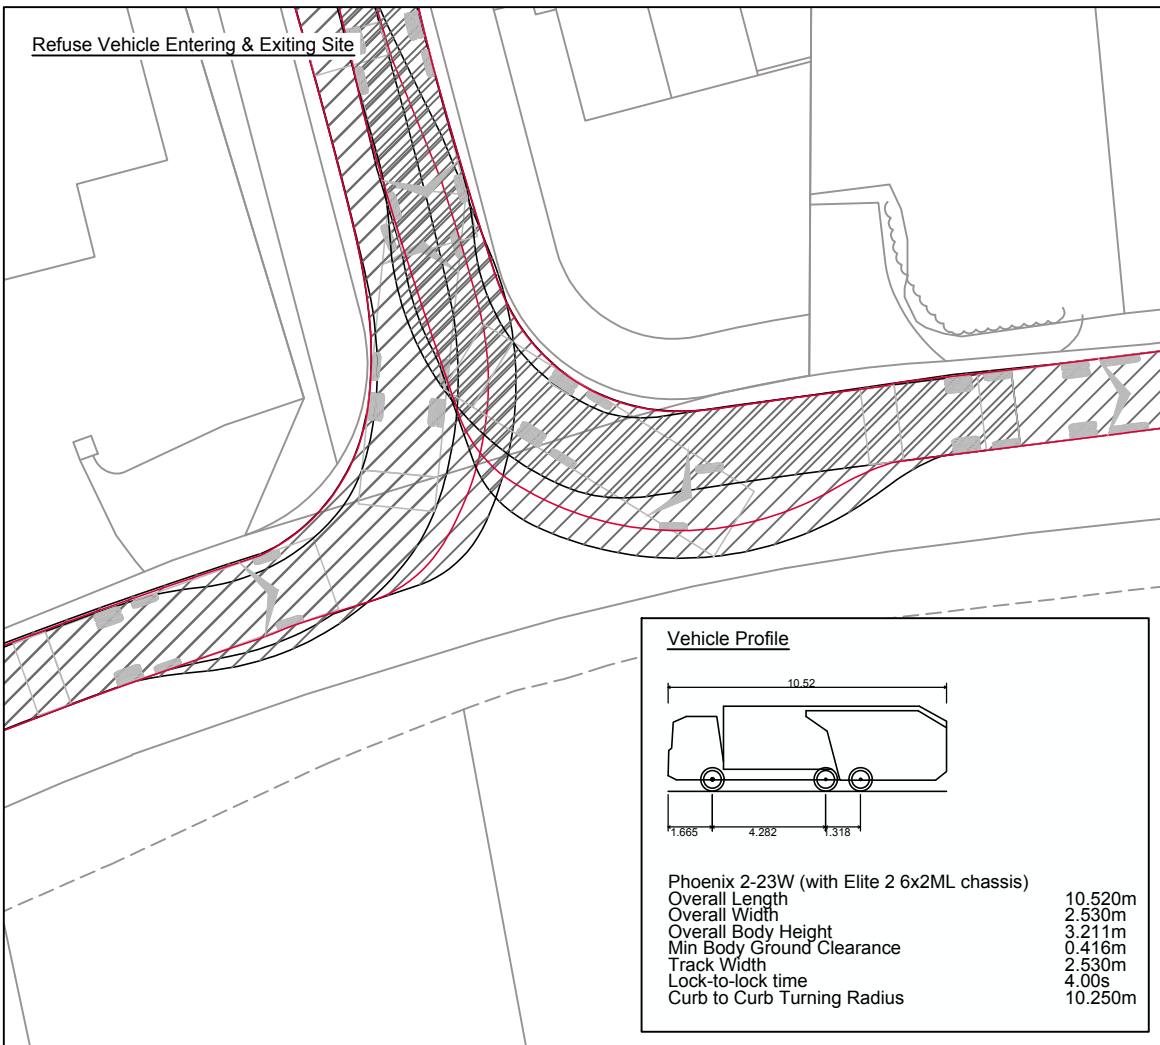 Refuse Vehicle Entering & Exiting Site
Vehicle Profile
10.52
1.665 4.282 1.318
Phoenix 2-23W (with Elite 2 6x2ML chassis)
Overall Length 10.520m
Overall Width 2.530m
Overall Body Height 3.211m
Min Body Ground Clearance 0.416m
Track Width 2.530m
Lock-to-lock time 4.00s
Curb to Curb Turning Radius 10.250m